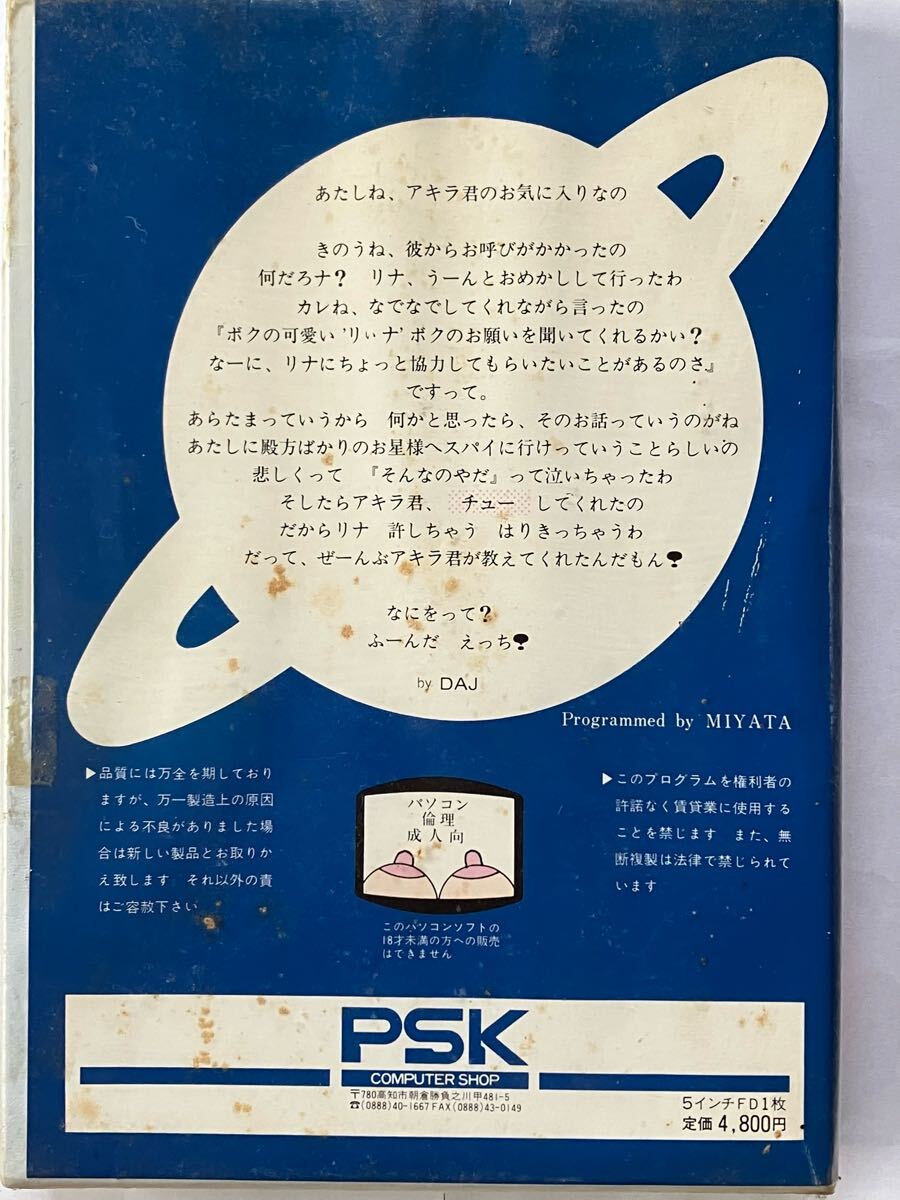 あたしね、アキラ君のお気に入りなの
きのうね、彼からお呼びがかかったの
何だろナ？　リナ、うーんとおめかしして行ったわ
カレね、なでなでしてくれながら言ったの
『ボクの可愛い'りぃナ'ボクのお願いを聞いてくれるかい？
なーに、リナにちょっと協力してもらいたいことがあるのさ』
ですって。
あらたまっていうから　何かと思ったら、そのお話っていうのがね
あたしに殿方ばかりのお星様へスパイに行けっていうことらしいの
悲しくって　『そんなのやだ』って泣いちゃったわ
そしたらアキラ君、　チュー　してくれたの
だからリナ　許しちゃう　はりきっちゃうわ
だって、ぜーんぶアキラ君が教えてくれたんだもん！
なにをって？
ふーんだ　えっち！
by DAJ
Programmed by MIYATA
▶品質には万全を期しており
ますが、万一製造上の原因
による不良がありました場
合は新しい製品とお取りか
え致します　それ以外の責
はご容赦下さい
パソコン
倫理
成人向
このパソコンソフトの
18才未満の方への販売
はできません
▶このプログラムを権利者の
許諾なく賃貸業に使用する
ことを禁じます　また、無
断複製は法律で禁じられて
います
PSK
COMPUTER SHOP
〒780高知市朝倉勝負之川甲481-5
☎(0888)40-1667 FAX(0888)43-0149
5インチFD1枚
定価 4,800円